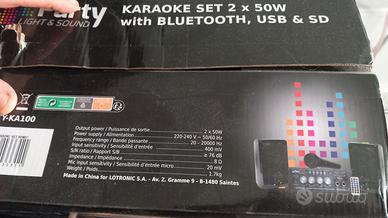 Party
LIGHT & SOUND
KARAOKE SET 2 x 50W
with BLUETOOTH, USB & SD
Y-KA100
Output power / Puissance de sortie 2 x 50W
Power supply / Alimentation 220-240 V ~ 50/60 Hz
Frequency range / Bande passante 20 - 20000 Hz
Input sensitivity / Sensibilité d'entrée 400 mV
S/N ratio / Rapport S/B ≥ 76 dB
Impedance / Impédance 8 Ω
Mic input sensitivity / Sensibilité d'entrée micro 20 mV
Weight / Poids 1.7kg
Made in China for LOTRONIC S.A. - Av. Z. Gramme 9 - B-1480 Saintes